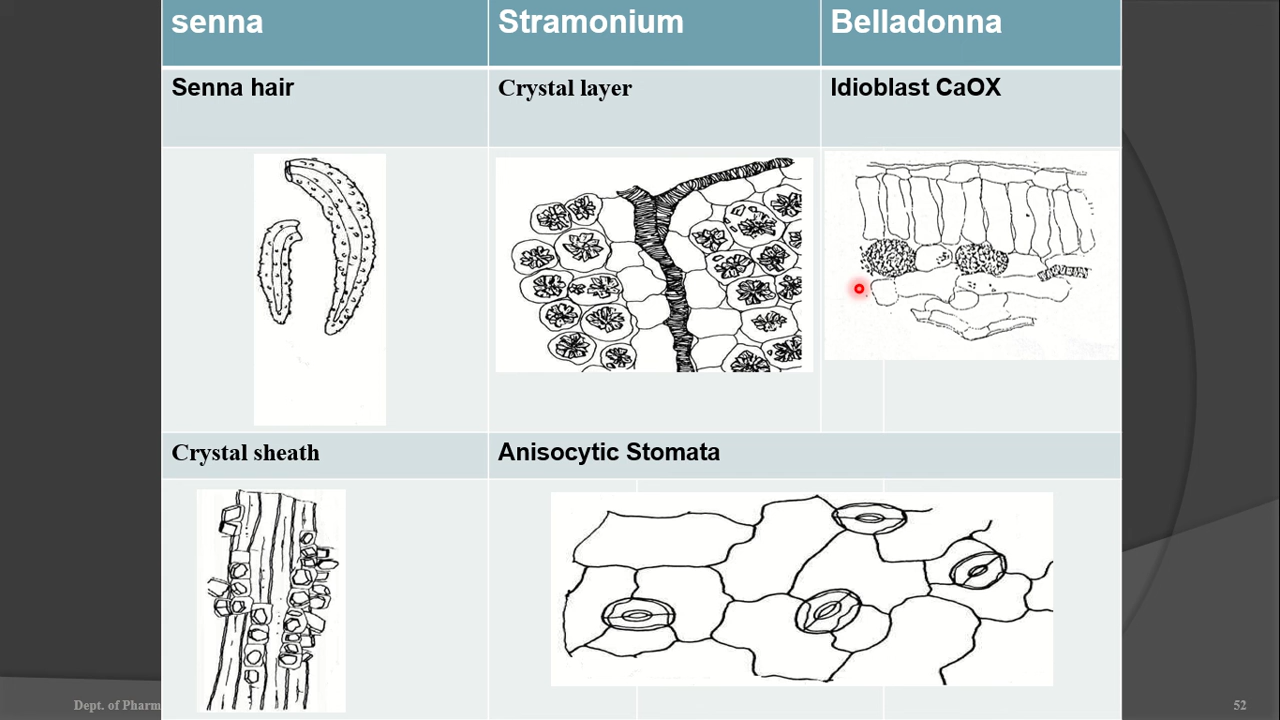 senna
Stramonium
Belladonna
Senna hair
Crystal layer
Idioblast CaOX
Crystal sheath
Anisocytic Stomata
Dept. of Pharm
52